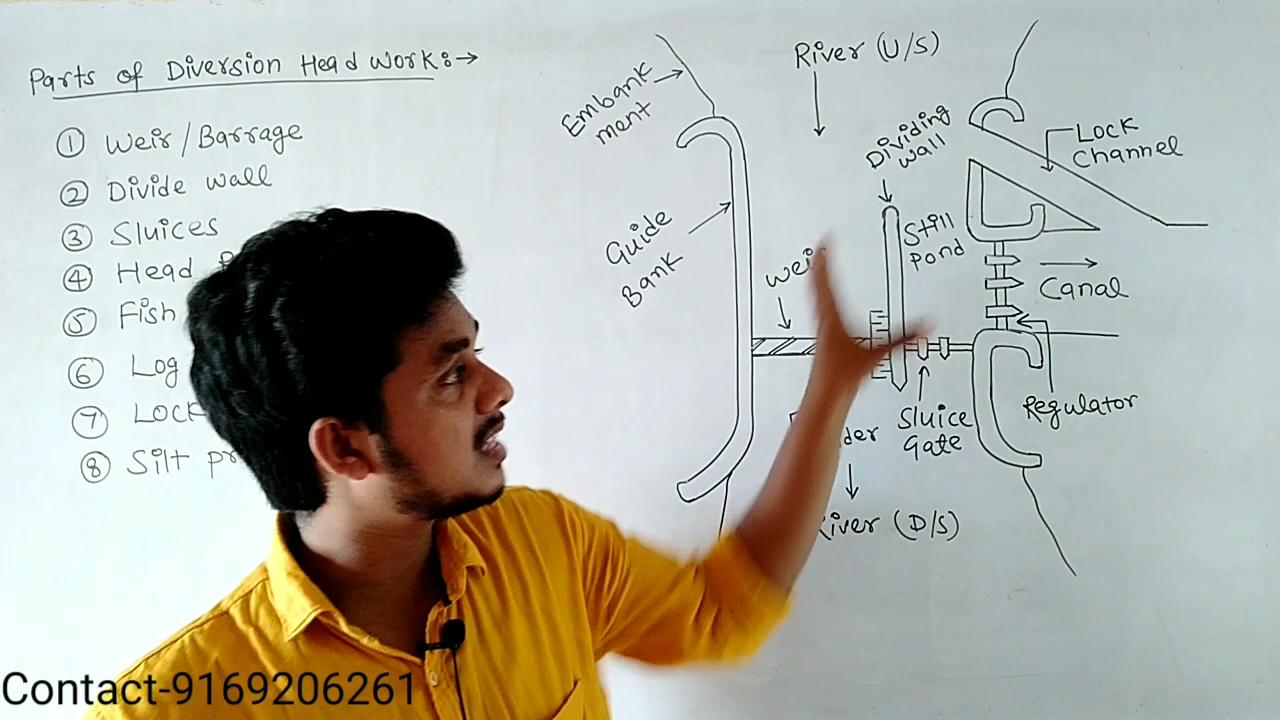 Parts of Diversion Head work:→
① Weir/Barrage
② Divide wall
③ Sluices
④ Head
⑤ Fish
⑥ Log
⑦ Lock
⑧ Silt
Embank
ment
Guide
Bank
River (U/S)
Dividing
wall
Still
pond
Lock
Channel
Canal
Regulator
Sluice
Gate
River (D/S)
Contact-9169206261